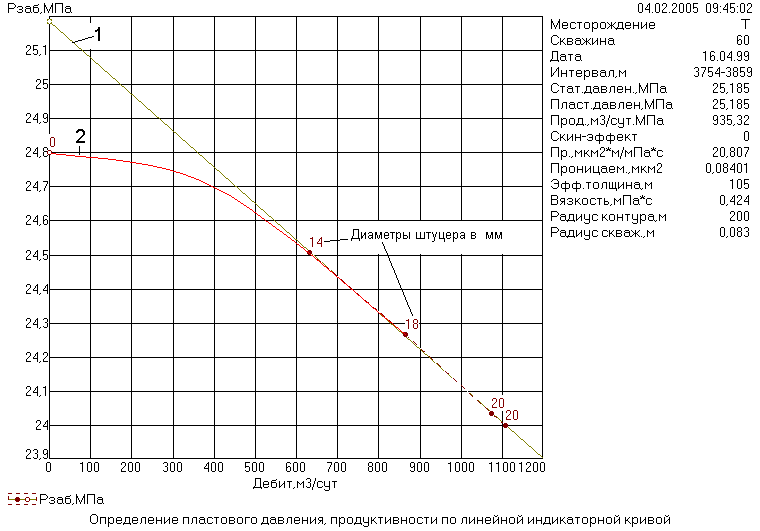 Рзаб,МПа
04.02.2005 09:45:02
Месторождение Т
Скважина 60
Дата 16.04.99
Интервал,м 3754-3859
Стат.давлен.,МПа 25,185
Пласт.давлен,МПа 25,185
Прод.,м3/сут.МПа 935,32
Скин-эффект 0
Пр.,мкм2*м/мПа*с 20,807
Проницаем.,мкм2 0,08401
Эфф.толщина,м 105
Вязкость,мПа*с 0,424
Радиус контура,м 200
Радиус скваж.,м 0,083
1
25,1
25
24,9
2
0
24,8
24,7
24,6
Диаметры штуцера в мм
14
24,5
24,4
18
24,3
24,2
24,1
20
20
24
23,9
0 100 200 300 400 500 600 700 800 900 1000 1100 1200
Дебит,м3/сут
Рзаб,МПа
Определение пластового давления, продуктивности по линейной индикаторной кривой